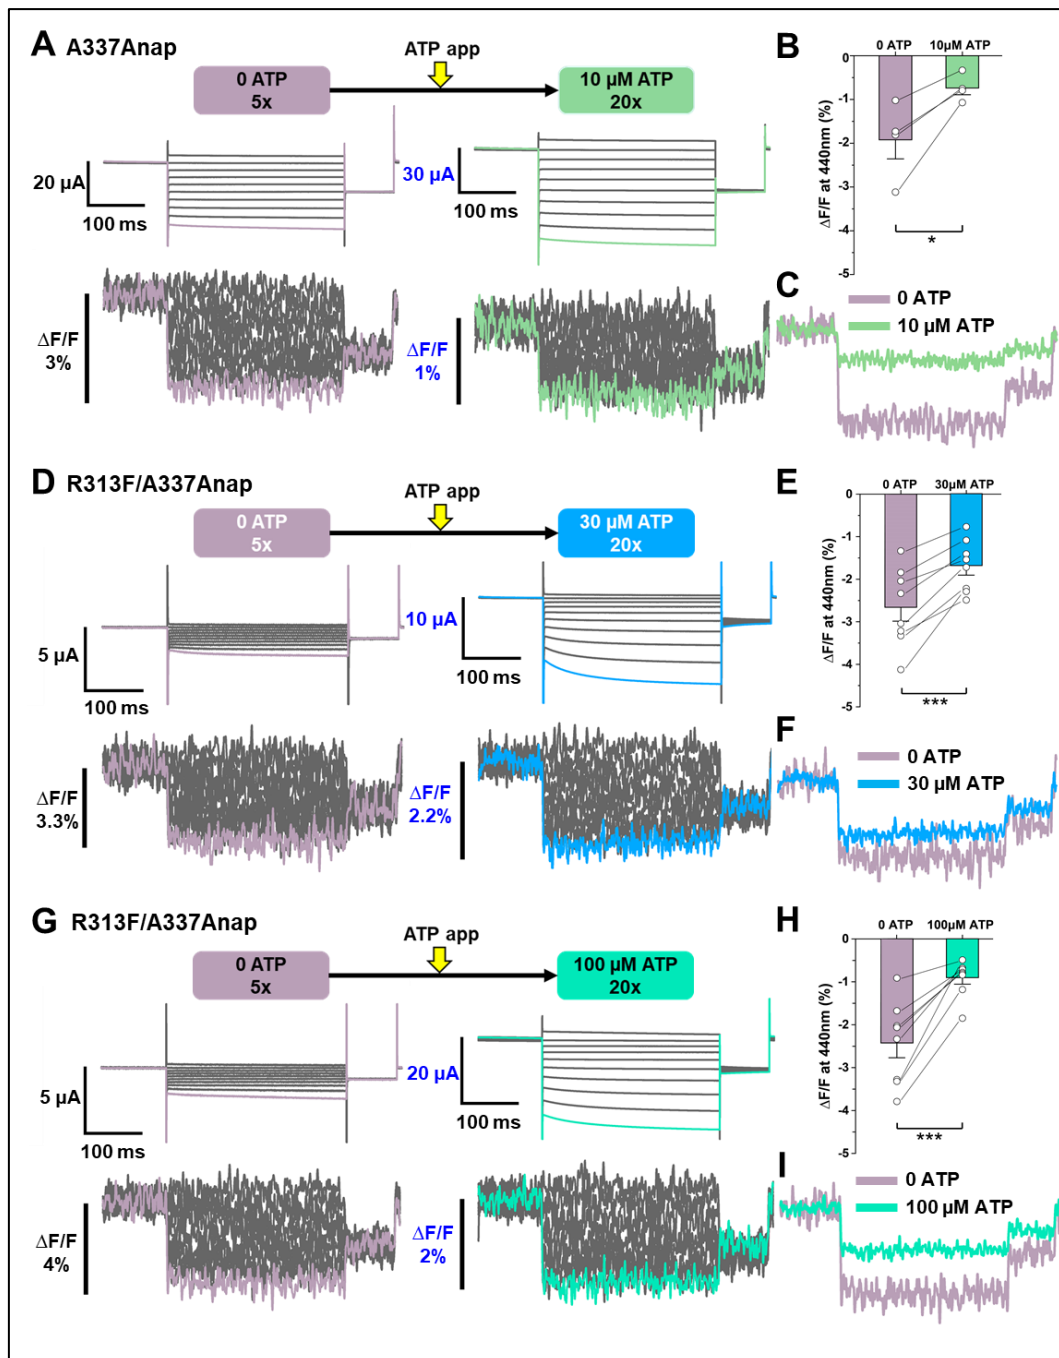 A A337Anap
ATP app
0 ATP
5x
10 µM ATP
20x
20 µA
100 ms
30 µA
100 ms
ΔF/F
3%
ΔF/F
1%
B
0 ATP 10µM ATP
0
-1
-2
-3
-4
-5
ΔF/F at 440nm (%)
*
C
0 ATP
10 µM ATP
D R313F/A337Anap
ATP app
0 ATP
5x
30 µM ATP
20x
5 µA
100 ms
10 µA
100 ms
ΔF/F
3.3%
ΔF/F
2.2%
E
0 ATP 30µM ATP
0
-1
-2
-3
-4
-5
ΔF/F at 440nm (%)
***
F
0 ATP
30 µM ATP
G R313F/A337Anap
ATP app
0 ATP
5x
100 µM ATP
20x
5 µA
100 ms
20 µA
100 ms
ΔF/F
4%
ΔF/F
2%
H
0 ATP 100µM ATP
0
-1
-2
-3
-4
-5
ΔF/F at 440nm (%)
***
I
0 ATP
100 µM ATP